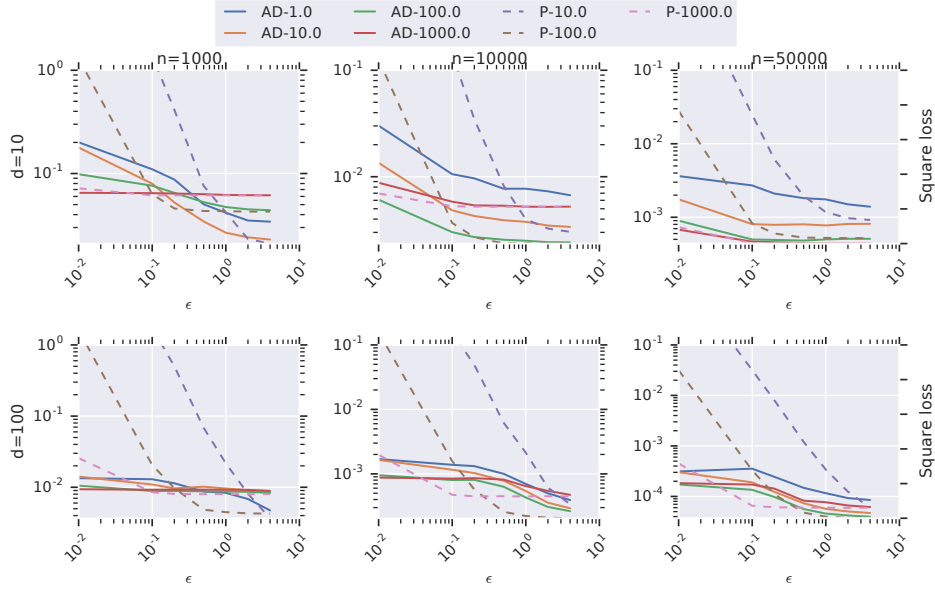 AD-1.0 AD-100.0 P-10.0 P-1000.0
AD-10.0 AD-1000.0 P-100.0
n=1000 n=10000 n=50000
10^0 10^-1 10^-1
10^-2
10^-1 10^-2 10^-3
d=10 Square loss
10^-2 10^-1 10^0 10^1 10^-2 10^-1 10^0 10^1 10^-2 10^-1 10^0 10^1
ϵ ϵ ϵ
10^0 10^-1 10^-1
10^-2
10^-1 10^-2
10^-3
10^-2 10^-3 10^-4
d=100 Square loss
10^-2 10^-1 10^0 10^1 10^-2 10^-1 10^0 10^1 10^-2 10^-1 10^0 10^1
ϵ ϵ ϵ